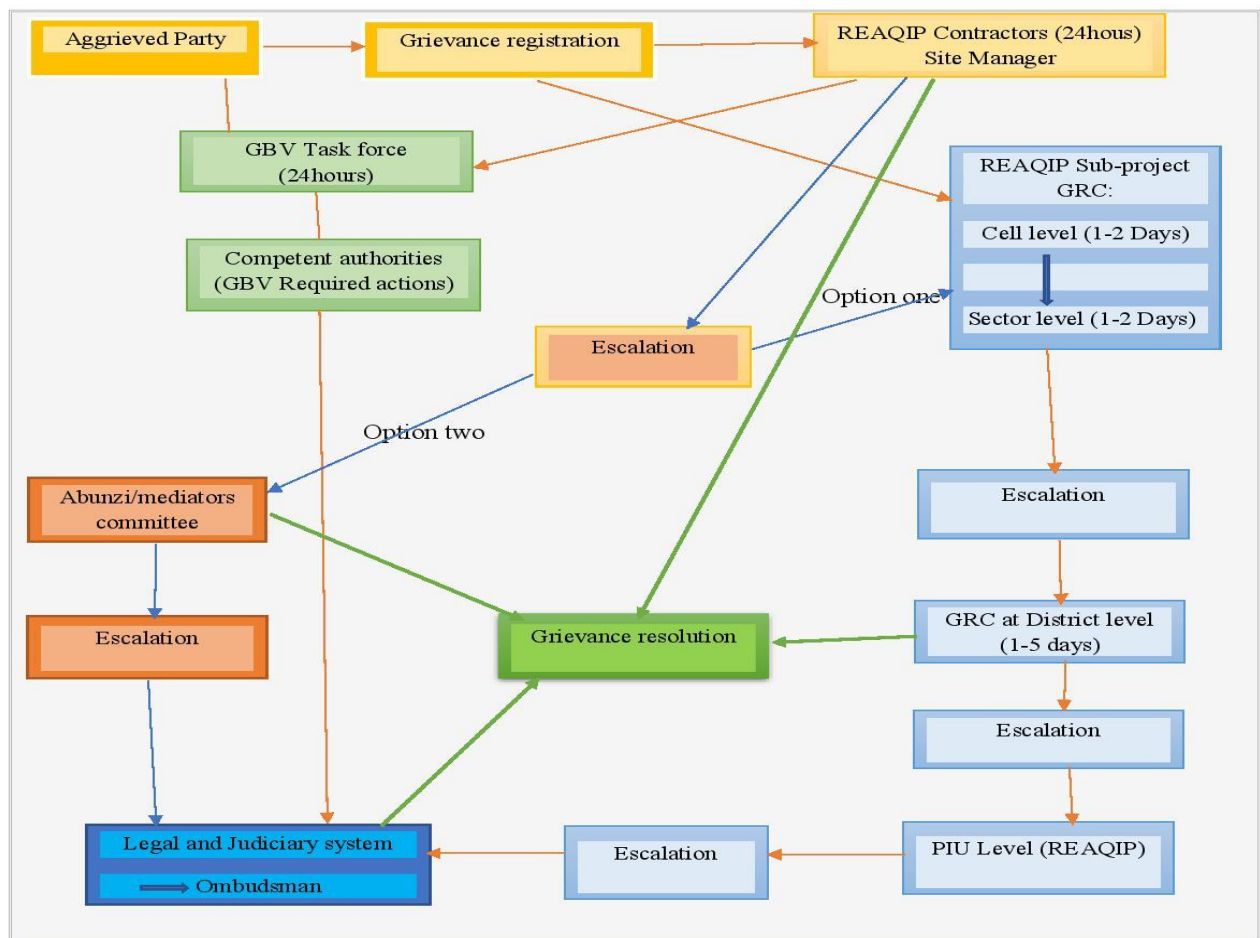 Aggrieved Party
Grievance registration
REAQIP Contractors (24hous)
Site Manager
GBV Task force
(24hours)
REAQIP Sub-project
GRC:
Cell level (1-2 Days)
Sector level (1-2 Days)
Competent authorities
(GBV Required actions)
Option one
Escalation
Option two
Abunzi/mediators
committee
Escalation
Escalation
Grievance resolution
GRC at District level
(1-5 days)
Escalation
Legal and Judiciary system
Ombudsman
Escalation
PIU Level (REAQIP)